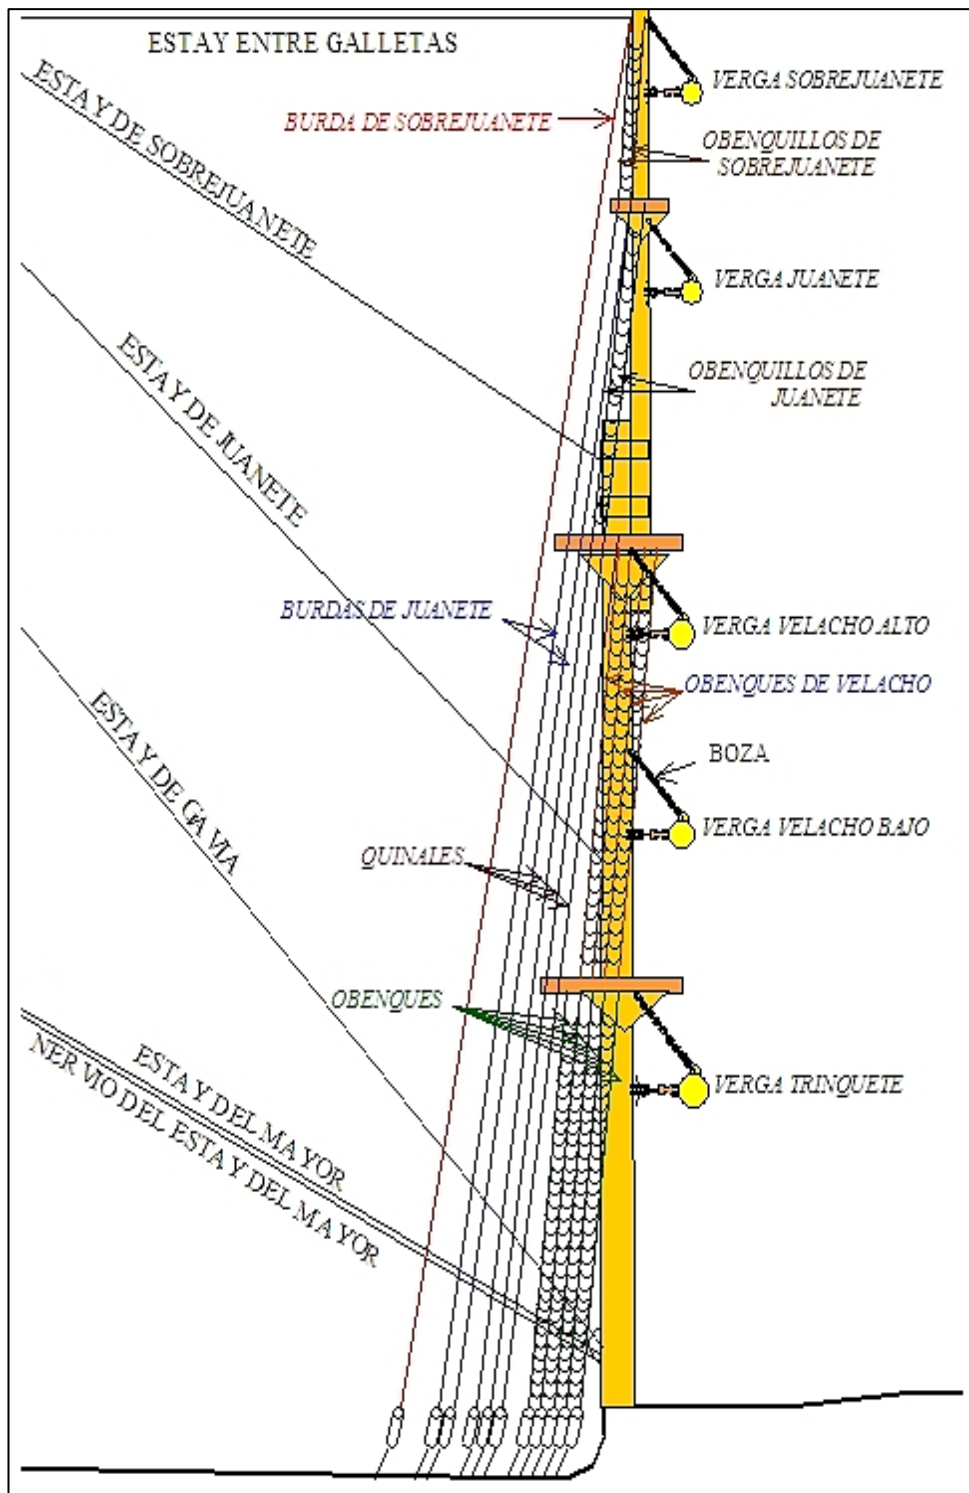 ESTAY ENTRE GALLETAS
VERGA SOBREJUANETE
ESTAY DE SOBREJUANETE
BURDA DE SOBREJUANETE
OBENQUILLOS DE
SOBREJUANETE
VERGA JUANETE
ESTAY DE JUANETE
OBENQUILLOS DE
JUANETE
BURDAS DE JUANETE
VERGA VELACHO ALTO
OBENQUES DE VELACHO
ESTAY DE GAVIA
BOZA
VERGA VELACHO BAJO
QUINALES
OBENQUES
ESTAY DEL MAYOR
NERVIO DEL ESTAY DEL MAYOR
VERGA TRINQUETE